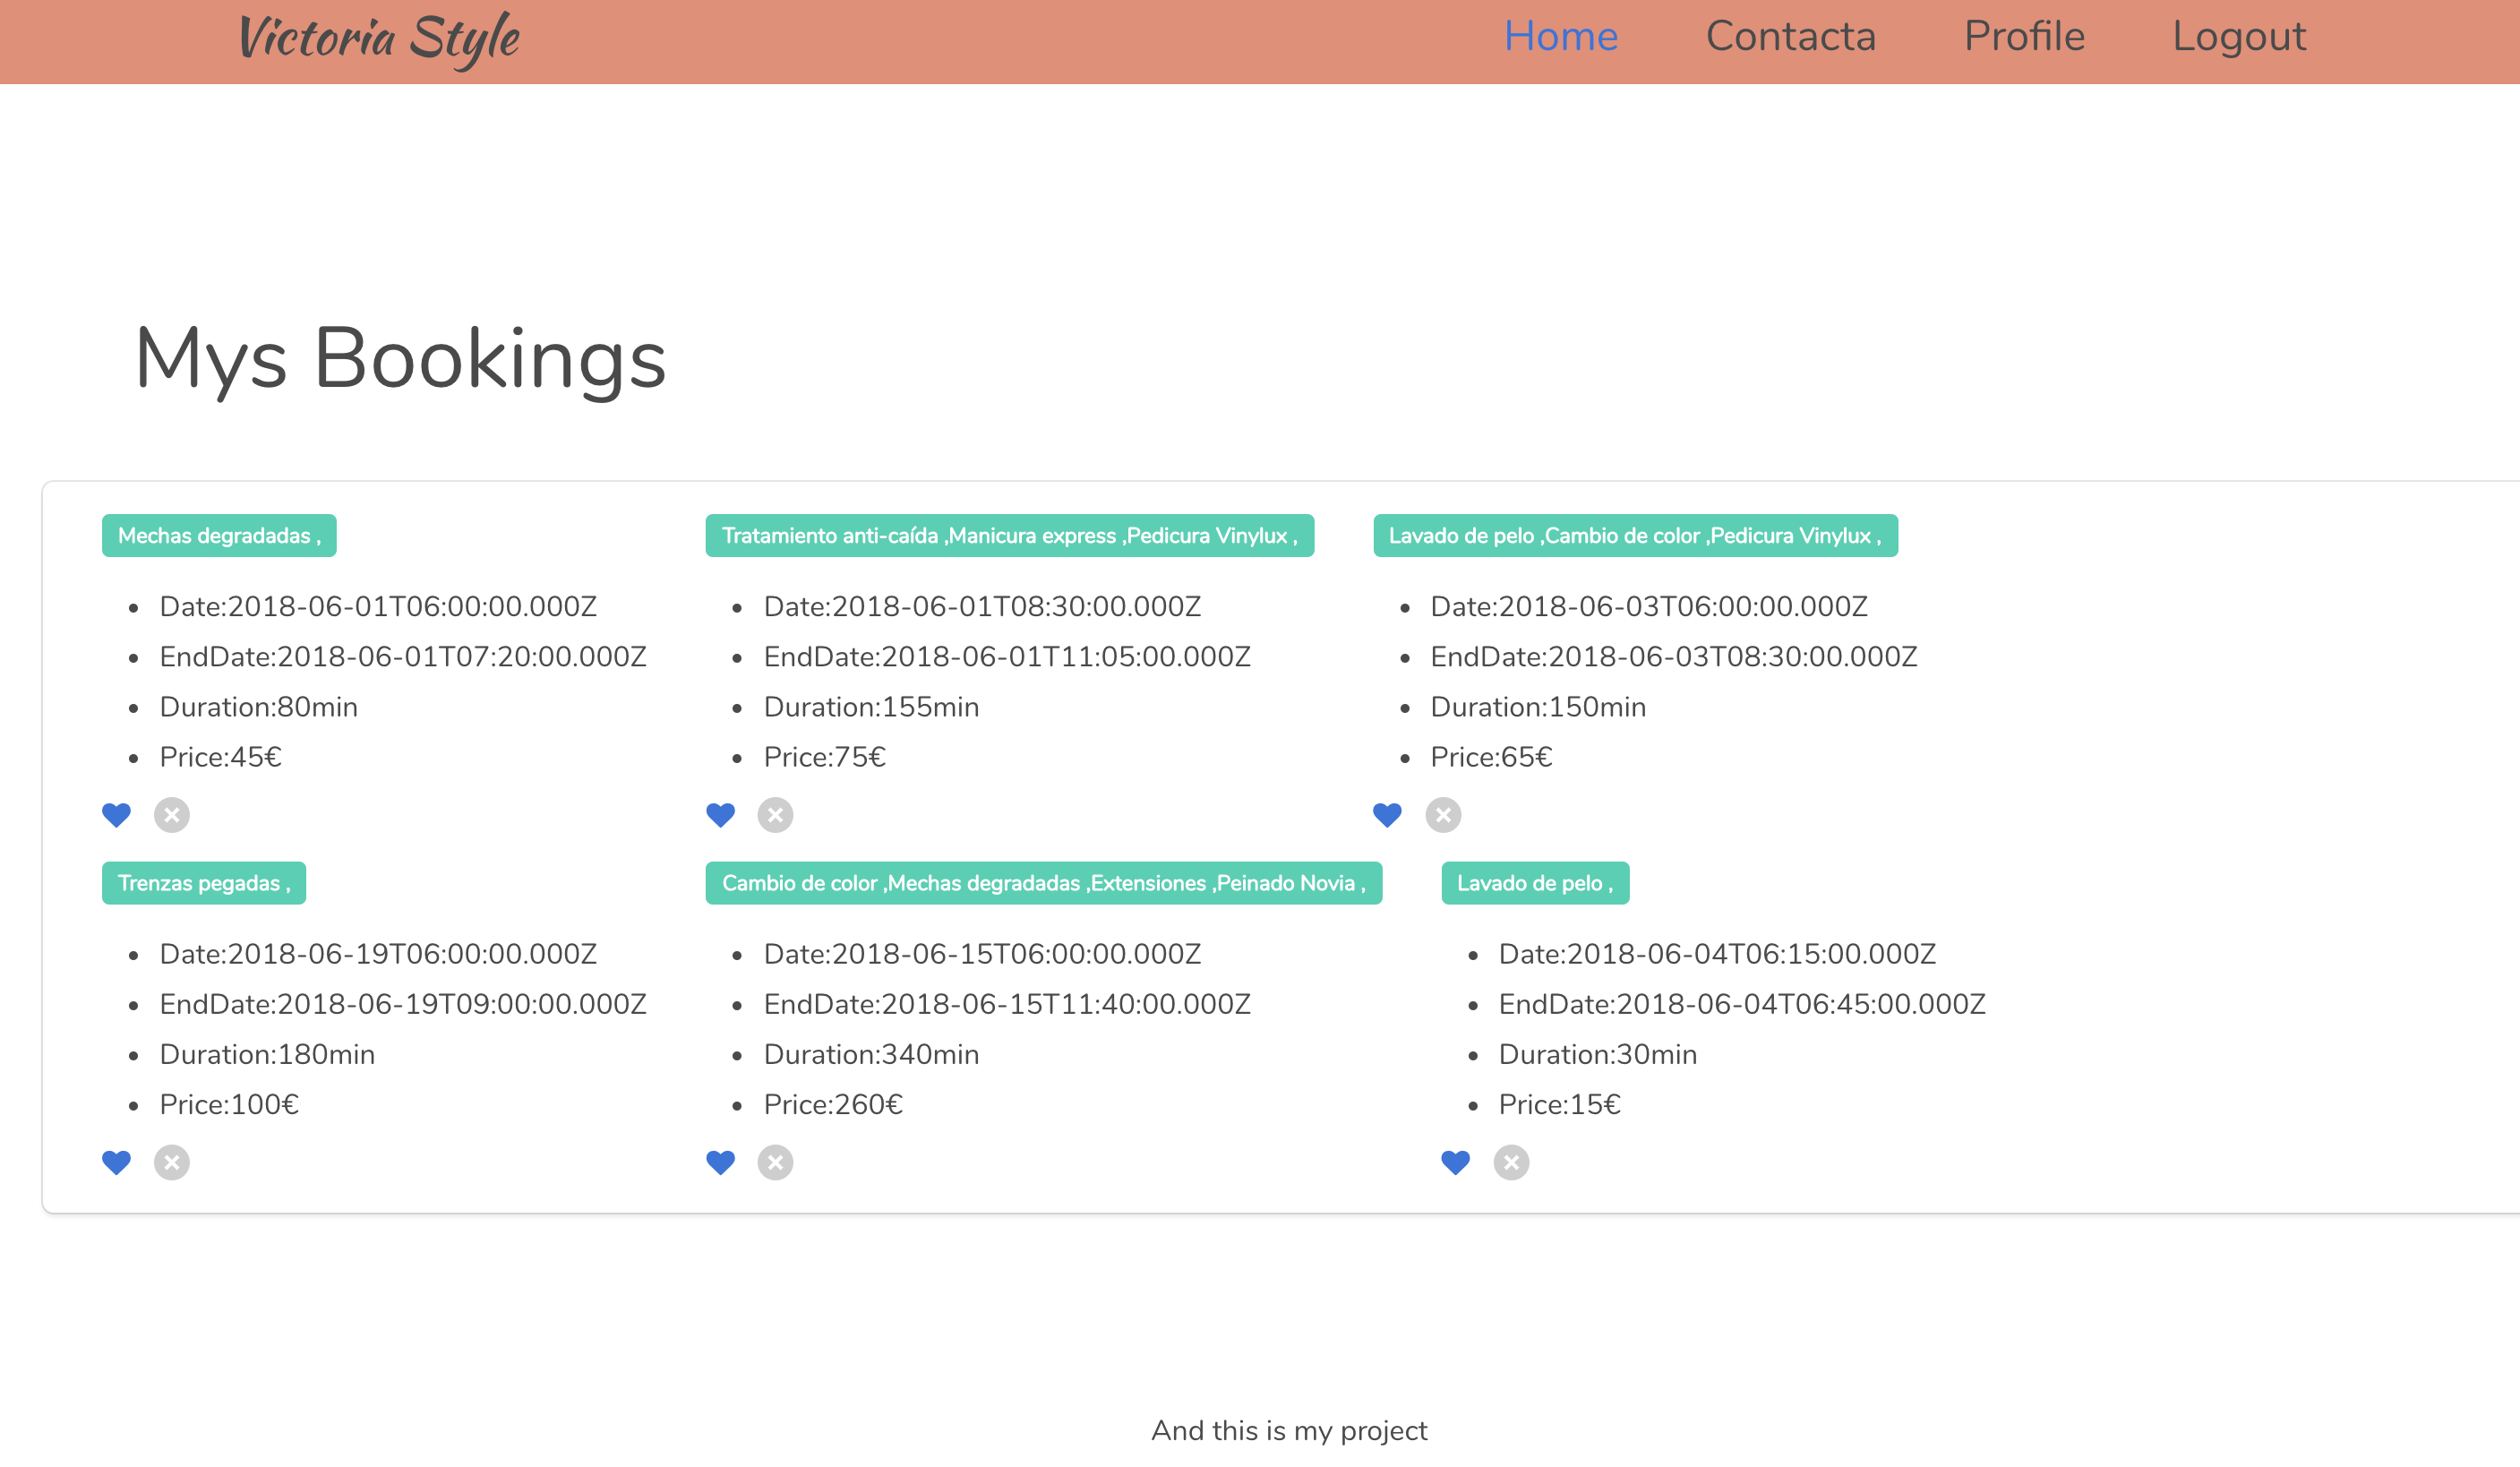 Victoria Style
Home
Contacta
Profile
Logout
Mys Bookings
Mechas degradadas ,
Date:2018-06-01T06:00:00.000Z
EndDate:2018-06-01T07:20:00.000Z
Duration:80min
Price:45€
Tratamiento anti-caída ,Manicura express ,Pedicura Vinylux ,
Date:2018-06-01T08:30:00.000Z
EndDate:2018-06-01T11:05:00.000Z
Duration:155min
Price:75€
Lavado de pelo ,Cambio de color ,Pedicura Vinylux ,
Date:2018-06-03T06:00:00.000Z
EndDate:2018-06-03T08:30:00.000Z
Duration:150min
Price:65€
Trenzas pegadas ,
Date:2018-06-19T06:00:00.000Z
EndDate:2018-06-19T09:00:00.000Z
Duration:180min
Price:100€
Cambio de color ,Mechas degradadas ,Extensiones ,Peinado Novia ,
Date:2018-06-15T06:00:00.000Z
EndDate:2018-06-15T11:40:00.000Z
Duration:340min
Price:260€
Lavado de pelo ,
Date:2018-06-04T06:15:00.000Z
EndDate:2018-06-04T06:45:00.000Z
Duration:30min
Price:15€
And this is my project